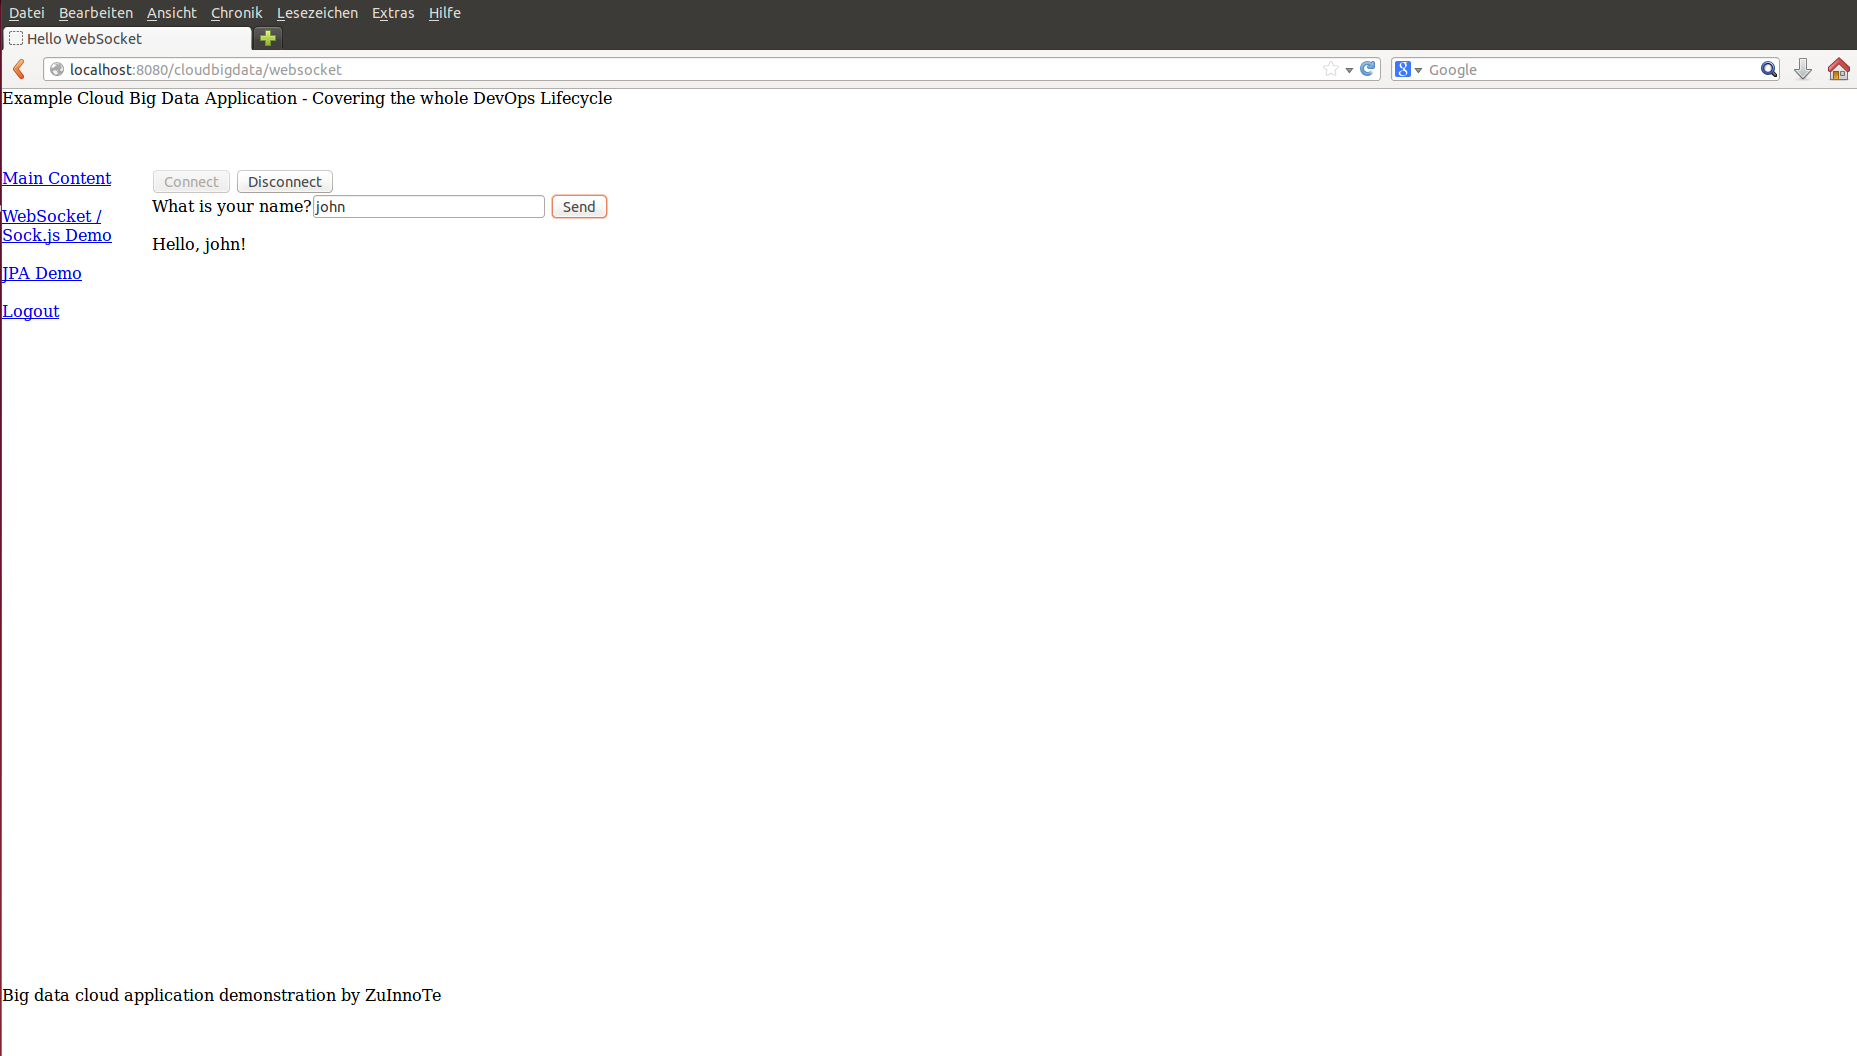 Datei Bearbeiten Ansicht Chronik Lesezeichen Extras Hilfe
Hello WebSocket
localhost:8080/cloudbigdata/websocket
8 Google
Example Cloud Big Data Application - Covering the whole DevOps Lifecycle
Main Content
WebSocket /
Sock.js Demo
JPA Demo
Logout
Connect Disconnect
What is your name? john Send
Hello, john!
Big data cloud application demonstration by ZuInnoTe